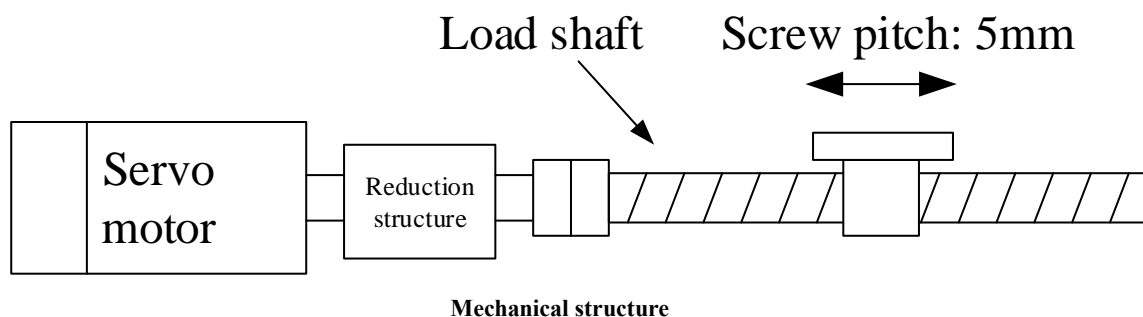 Load shaft
Screw pitch: 5mm
Servo
motor
Reduction
structure
Mechanical structure